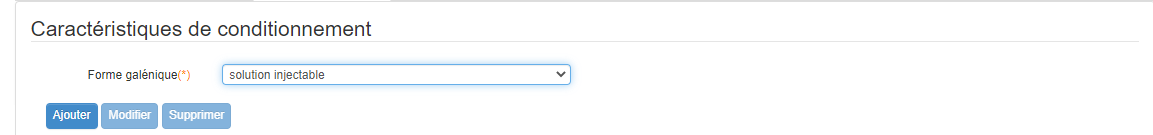 Caractéristiques de conditionnement
Forme galénique(*) solution injectable
Ajouter Modifier Supprimer